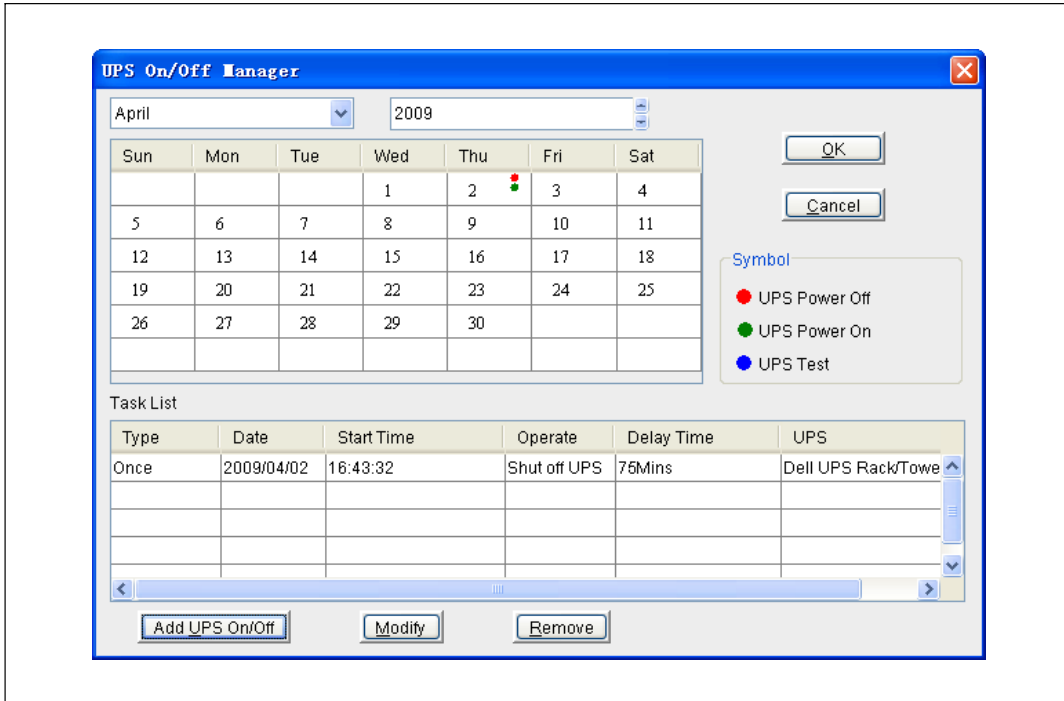 UPS On/Off Manager
April 2009
Sun Mon Tue Wed Thu Fri Sat
1 2 3 4
5 6 7 8 9 10 11
12 13 14 15 16 17 18
19 20 21 22 23 24 25
26 27 28 29 30
OK
Cancel
Symbol
UPS Power Off
UPS Power On
UPS Test
Task List
Type Date Start Time Operate Delay Time UPS
Once 2009/04/02 16:43:32 Shut off UPS 75Mins Dell UPS Rack/Towe
Add UPS On/Off Modify Remove